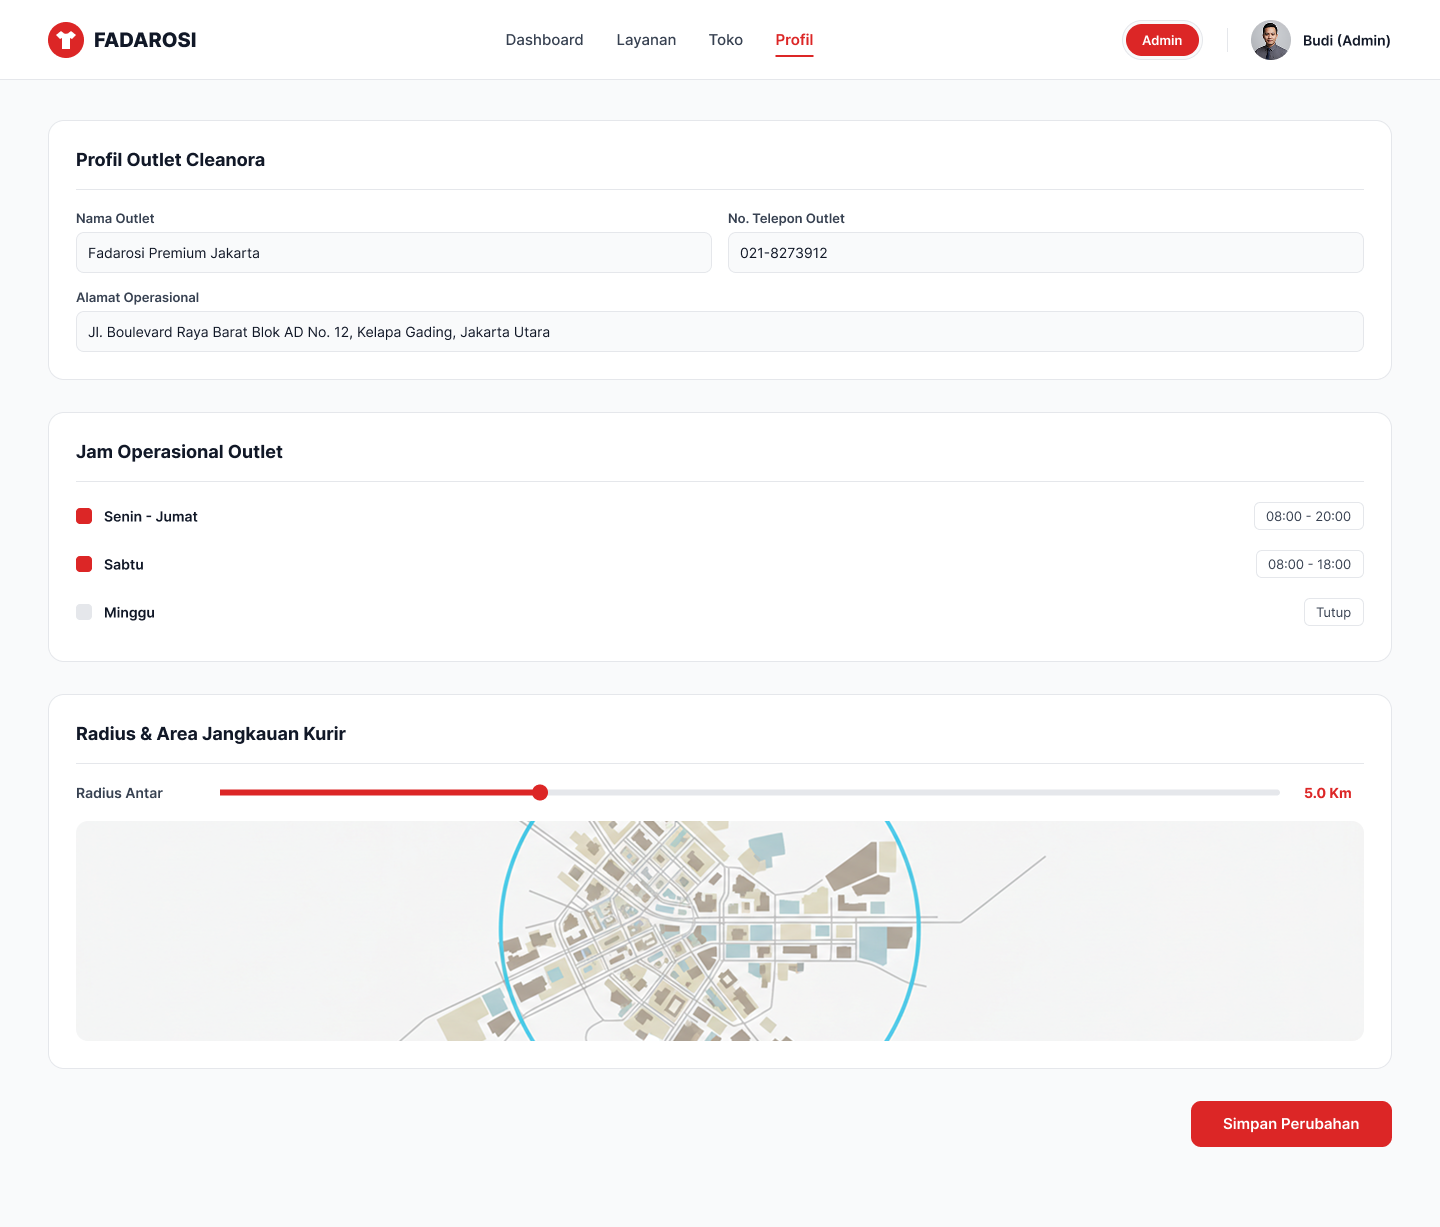 FADAROSI
Dashboard
Layanan
Toko
Profil
Admin
Budi (Admin)
Profil Outlet Cleanora
Nama Outlet
No. Telepon Outlet
Fadarosi Premium Jakarta
021-8273912
Alamat Operasional
Jl. Boulevard Raya Barat Blok AD No. 12, Kelapa Gading, Jakarta Utara
Jam Operasional Outlet
Senin - Jumat
08:00 - 20:00
Sabtu
08:00 - 18:00
Minggu
Tutup
Radius & Area Jangkauan Kurir
Radius Antar
5.0 Km
Simpan Perubahan